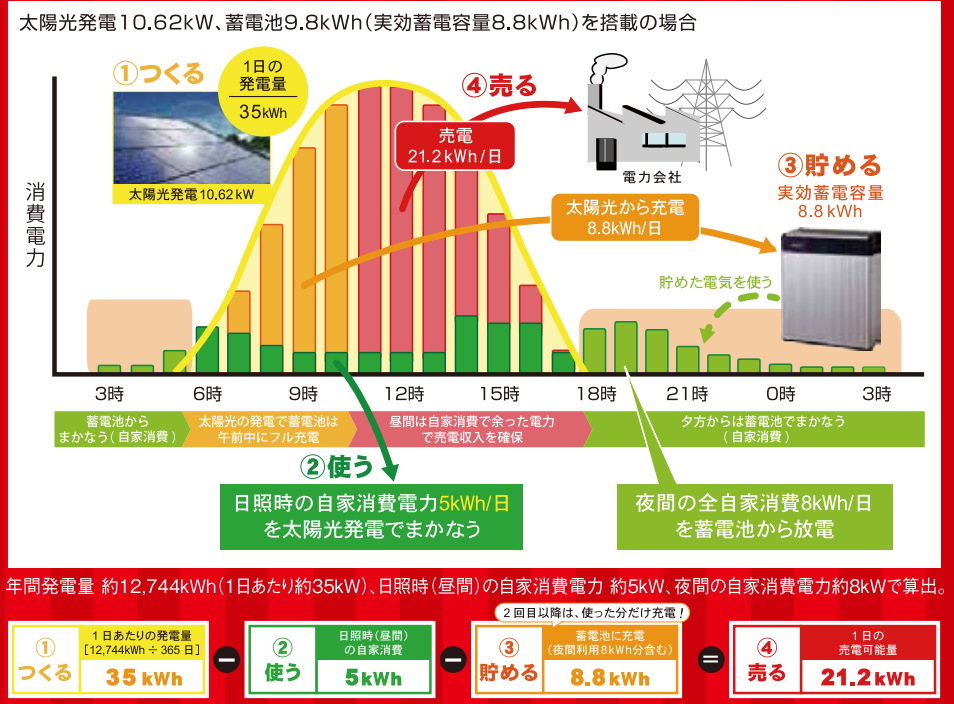 太陽光発電10.62kW、蓄電池9.8kWh(実効蓄電容量8.8kWh)を搭載の場合
①つくる
1日の
発電量
35kWh
太陽光発電10.62kW
④売る
売電
21.2kWh/日
電力会社
③貯める
実効蓄電容量
8.8kWh
太陽光から充電
8.8kWh/日
貯めた電気を使う
消費電力
3時
6時
9時
12時
15時
18時
21時
0時
3時
蓄電池から
まかなう(自家消費)
太陽光の発電で蓄電池は
午前中にフル充電
昼間は自家消費で余った電力
で売電収入を確保
夕方からは蓄電池でまかなう
(自家消費)
②使う
日照時の自家消費電力5kWh/日
を太陽光発電でまかなう
夜間の全自家消費8kWh/日
を蓄電池から放電
年間発電量 約12,744kWh(1日あたり約35kW)、日照時(昼間)の自家消費電力 約5kW、夜間の自家消費電力約8kWで算出。
①
つくる
1日あたりの発電量
[12,744kWh÷365日]
35kWh
−
②
使う
日照時(昼間)
の自家消費
5kWh
−
2回目以降は、使った分だけ充電!
③
貯める
蓄電池に充電
(夜間利用8kWh分含む)
8.8kWh
=
④
売る
1日の
売電可能量
21.2kWh